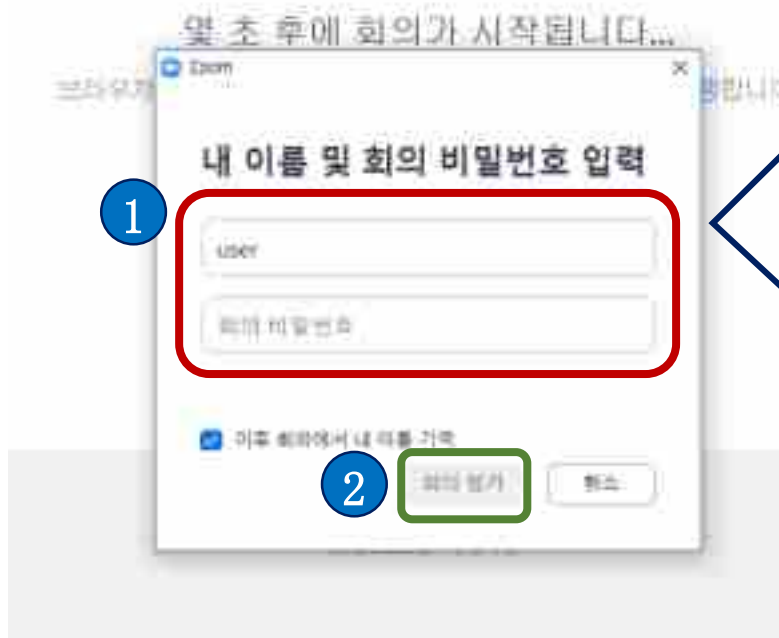 몇 초 후에 회의가 시작됩니다...
Zoom
내 이름 및 회의 비밀번호 입력
1
user
회의 비밀번호
이후 회의에서 내 이름 기억
2
회의 참가
취소